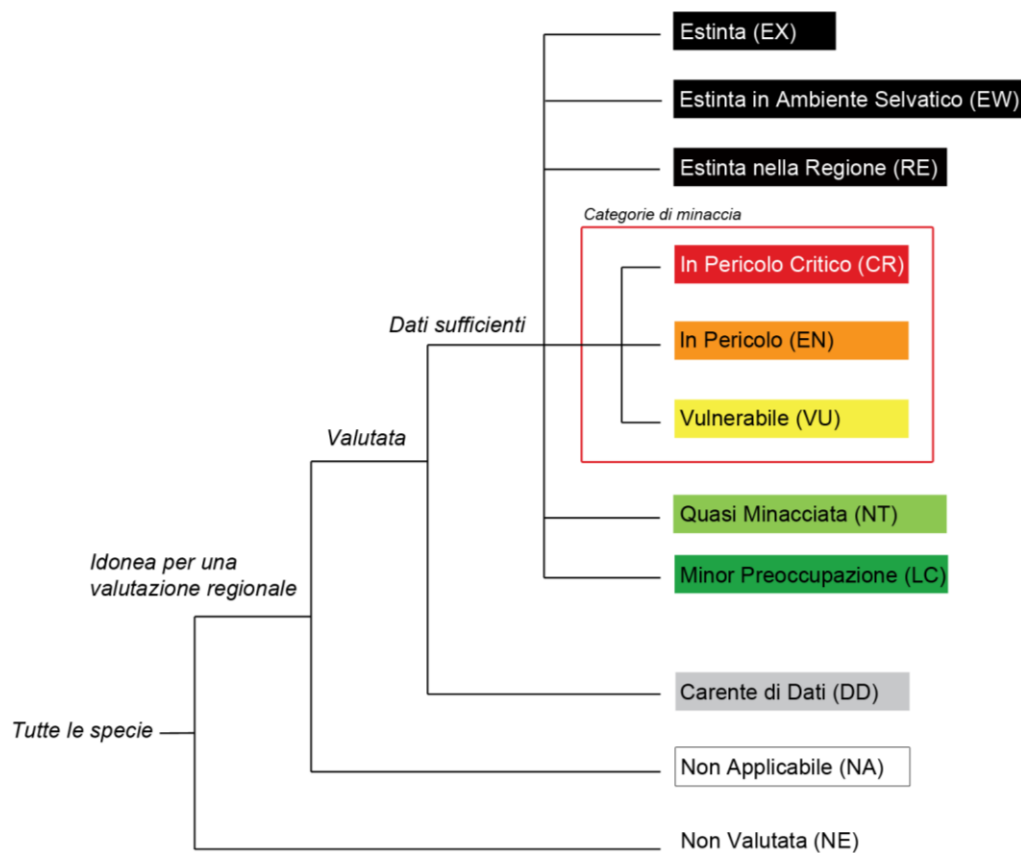 Estinta (EX)
Estinta in Ambiente Selvatico (EW)
Estinta nella Regione (RE)
Categorie di minaccia
In Pericolo Critico (CR)
Dati sufficienti
In Pericolo (EN)
Vulnerabile (VU)
Valutata
Quasi Minacciata (NT)
Idonea per una
valutazione regionale
Minor Preoccupazione (LC)
Carente di Dati (DD)
Tutte le specie
Non Applicabile (NA)
Non Valutata (NE)